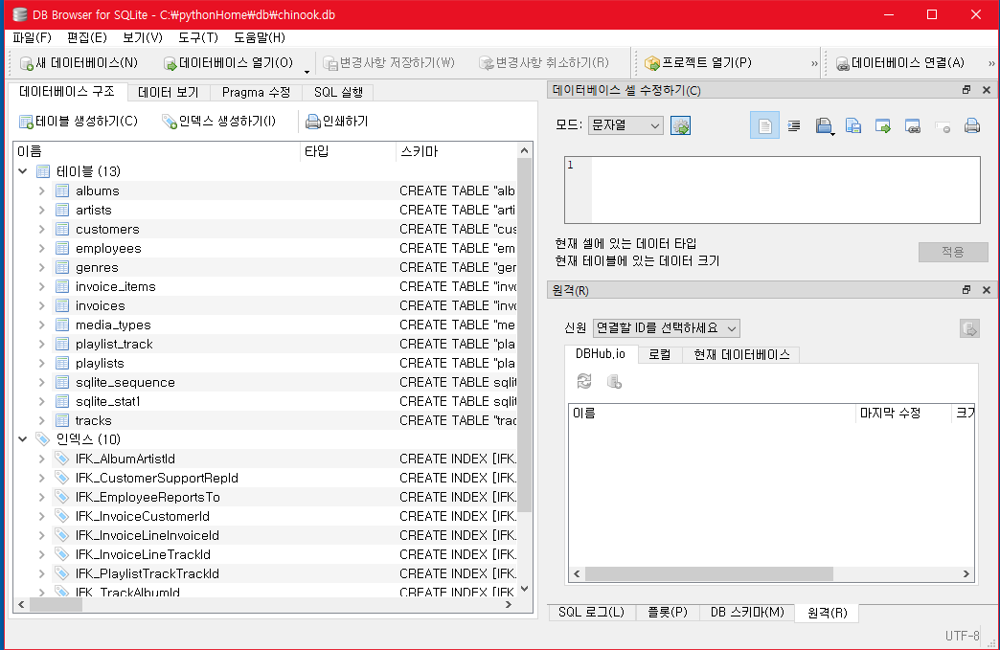 DB Browser for SQLite - C:₩pythonHome₩db₩chinook.db
파일(F) 편집(E) 보기(V) 도구(T) 도움말(H)
새 데이터베이스(N) 데이터베이스 열기(O) 변경사항 저장하기(W) 변경사항 취소하기(R) 프로젝트 열기(P) » 데이터베이스 연결(A) »
데이터베이스 구조 데이터 보기 Pragma 수정 SQL 실행
테이블 생성하기(C) 인덱스 생성하기(I) 인쇄하기
이름 타입 스키마
테이블 (13)
albums CREATE TABLE "alb
artists CREATE TABLE "arti
customers CREATE TABLE "cus
employees CREATE TABLE "em
genres CREATE TABLE "ger
invoice_items CREATE TABLE "invo
invoices CREATE TABLE "invo
media_types CREATE TABLE "me
playlist_track CREATE TABLE "pla
playlists CREATE TABLE "pla
sqlite_sequence CREATE TABLE sqlit
sqlite_stat1 CREATE TABLE sqlit
tracks CREATE TABLE "trac
인덱스 (10)
IFK_AlbumArtistId CREATE INDEX [IFK.
IFK_CustomerSupportRepId CREATE INDEX [IFK.
IFK_EmployeeReportsTo CREATE INDEX [IFK.
IFK_InvoiceCustomerId CREATE INDEX [IFK.
IFK_InvoiceLineInvoiceId CREATE INDEX [IFK.
IFK_InvoiceLineTrackId CREATE INDEX [IFK.
IFK_PlaylistTrackTrackId CREATE INDEX [IFK.
IFK_TrackAlbumId CREATE INDEX [IFK.
데이터베이스 셀 수정하기(C)
모드: 문자열
1
현재 셀에 있는 데이터 타입
현재 테이블에 있는 데이터 크기
적용
원격(R)
신원 연결할 ID를 선택하세요
DBHub.io 로컬 현재 데이터베이스
이름 마지막 수정 크기
SQL 로그(L) 플롯(P) DB 스키마(M) 원격(R)
UTF-8